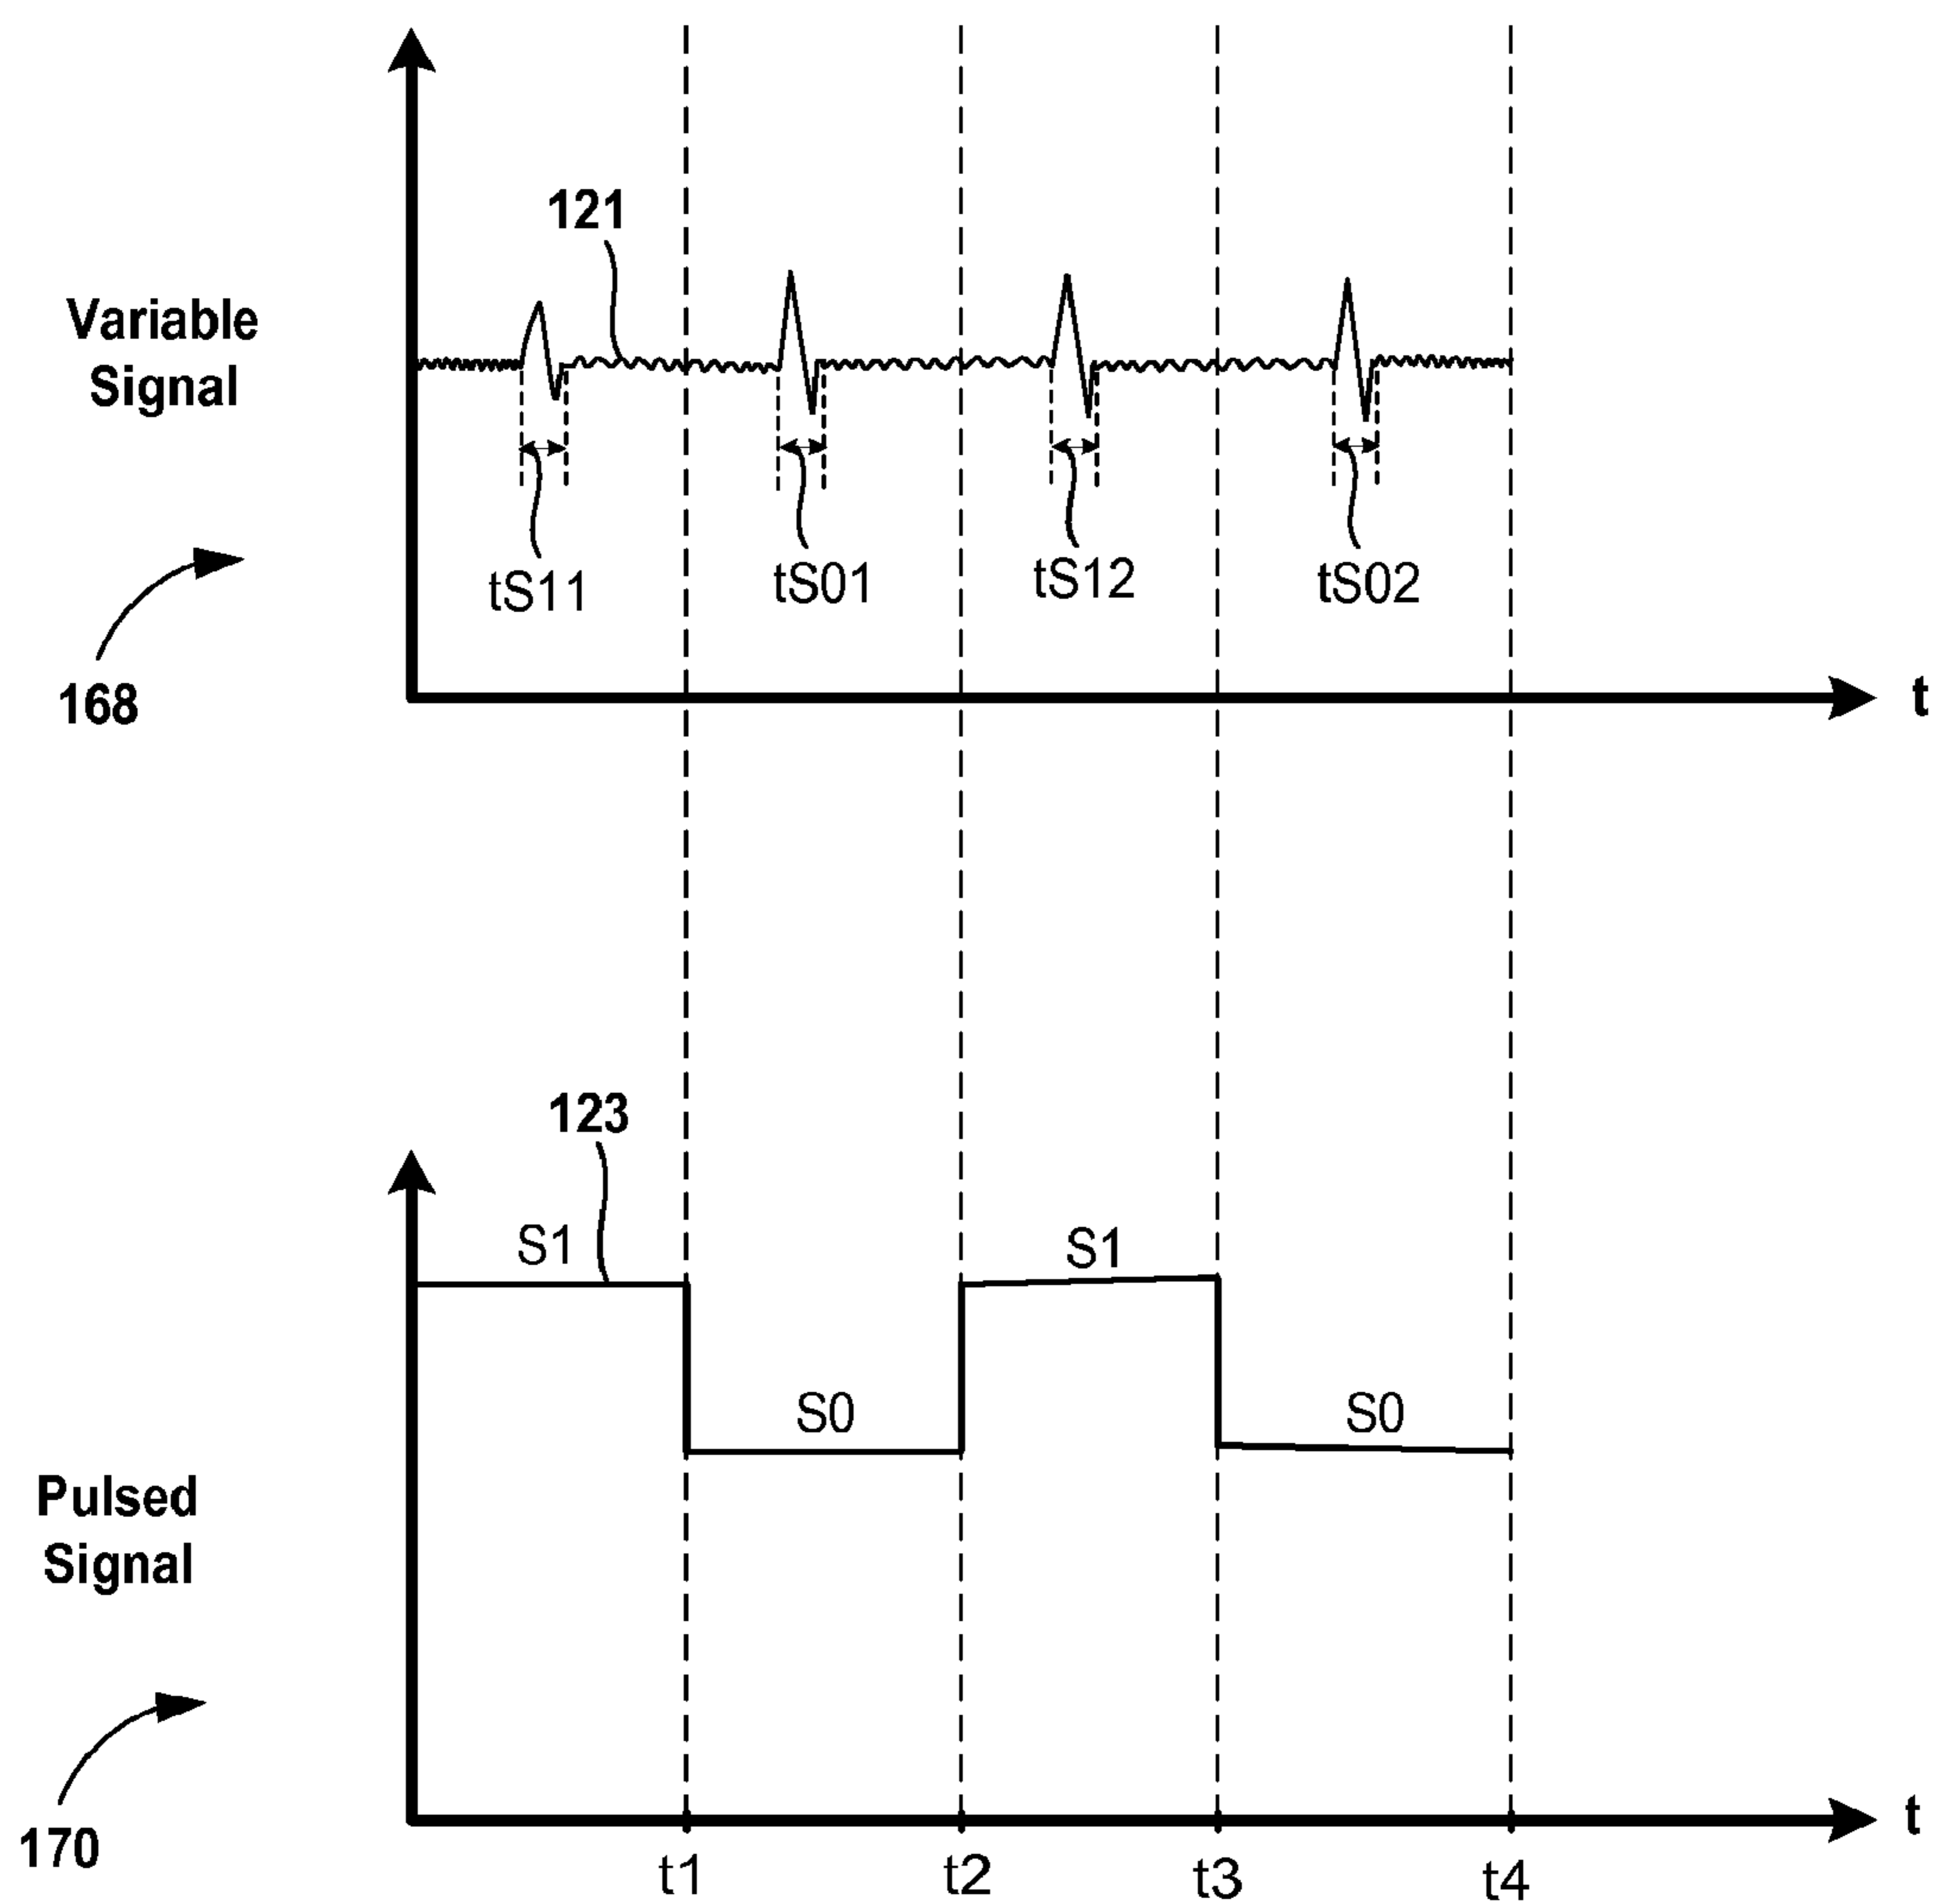 121
Variable
Signal
tS11
tS01
tS12
tS02
168
t
123
S1
S1
S0
S0
Pulsed
Signal
170
t
t1
t2
t3
t4